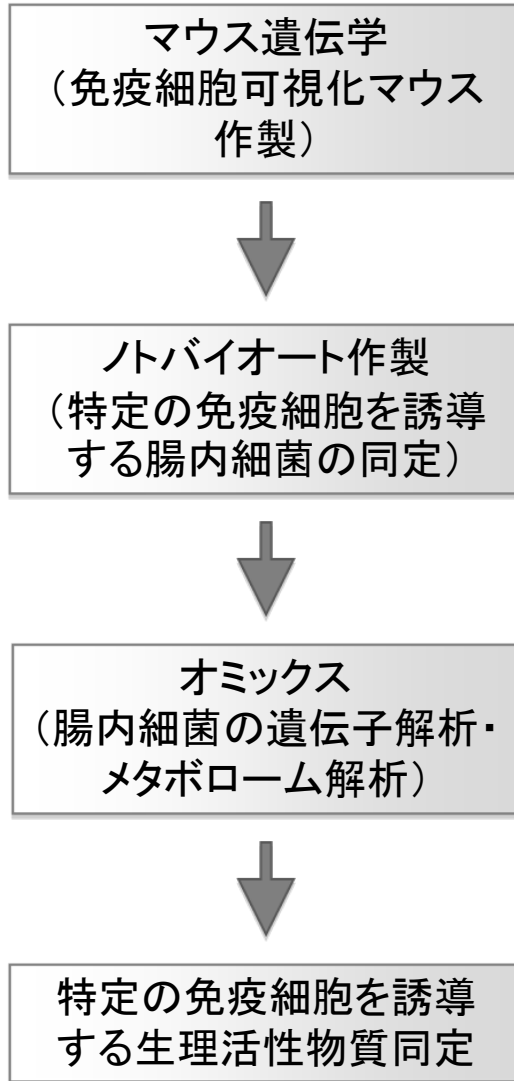 マウス遺伝学
（免疫細胞可視化マウス
作製）
ノトバイオート作製
（特定の免疫細胞を誘導
する腸内細菌の同定）
オミックス
（腸内細菌の遺伝子解析・
メタボローム解析）
特定の免疫細胞を誘導
する生理活性物質同定